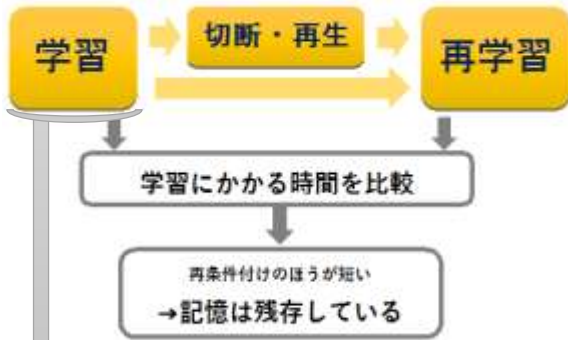 学習
切断・再生
再学習
学習にかかる時間を比較
再条件付けのほうが短い
→記憶は残存している